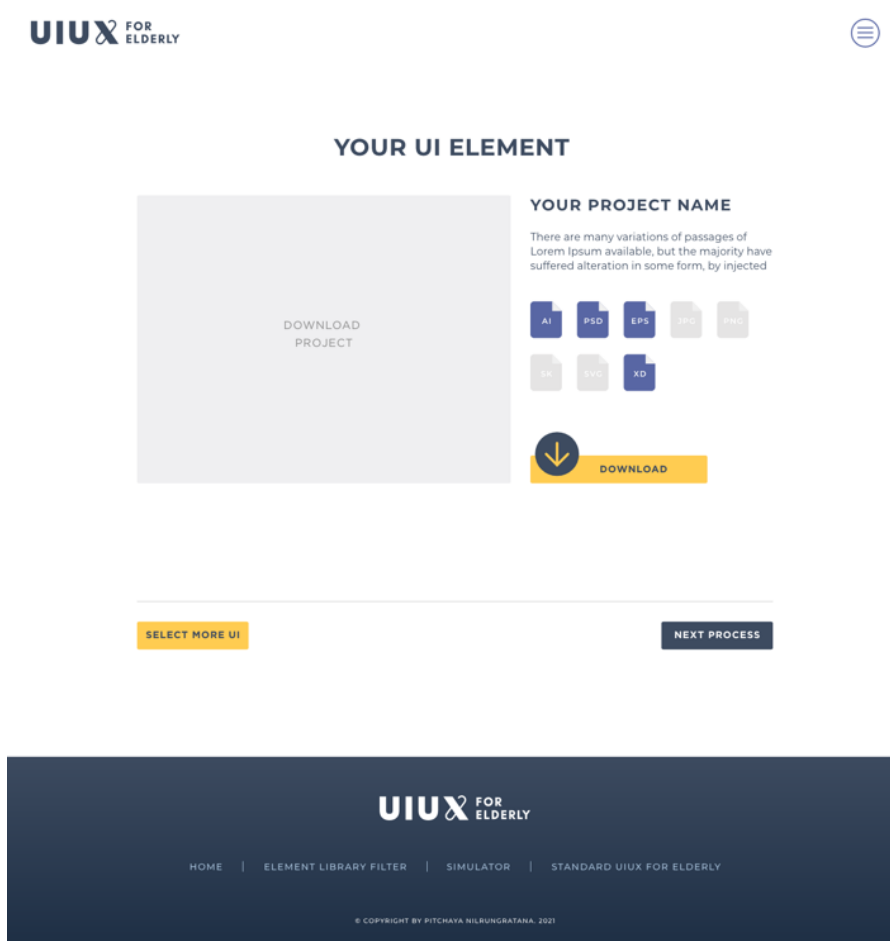 UIUX FOR
ELDERLY
YOUR UI ELEMENT
DOWNLOAD
PROJECT
YOUR PROJECT NAME
There are many variations of passages of
Lorem Ipsum available, but the majority have
suffered alteration in some form, by injected
AI PSD EPS JPG PNG
SK SVG XD
DOWNLOAD
SELECT MORE UI
NEXT PROCESS
UIUX FOR
ELDERLY
HOME | ELEMENT LIBRARY FILTER | SIMULATOR | STANDARD UIUX FOR ELDERLY
© COPYRIGHT BY PITCHAYA NILRUNGRATANA. 2021